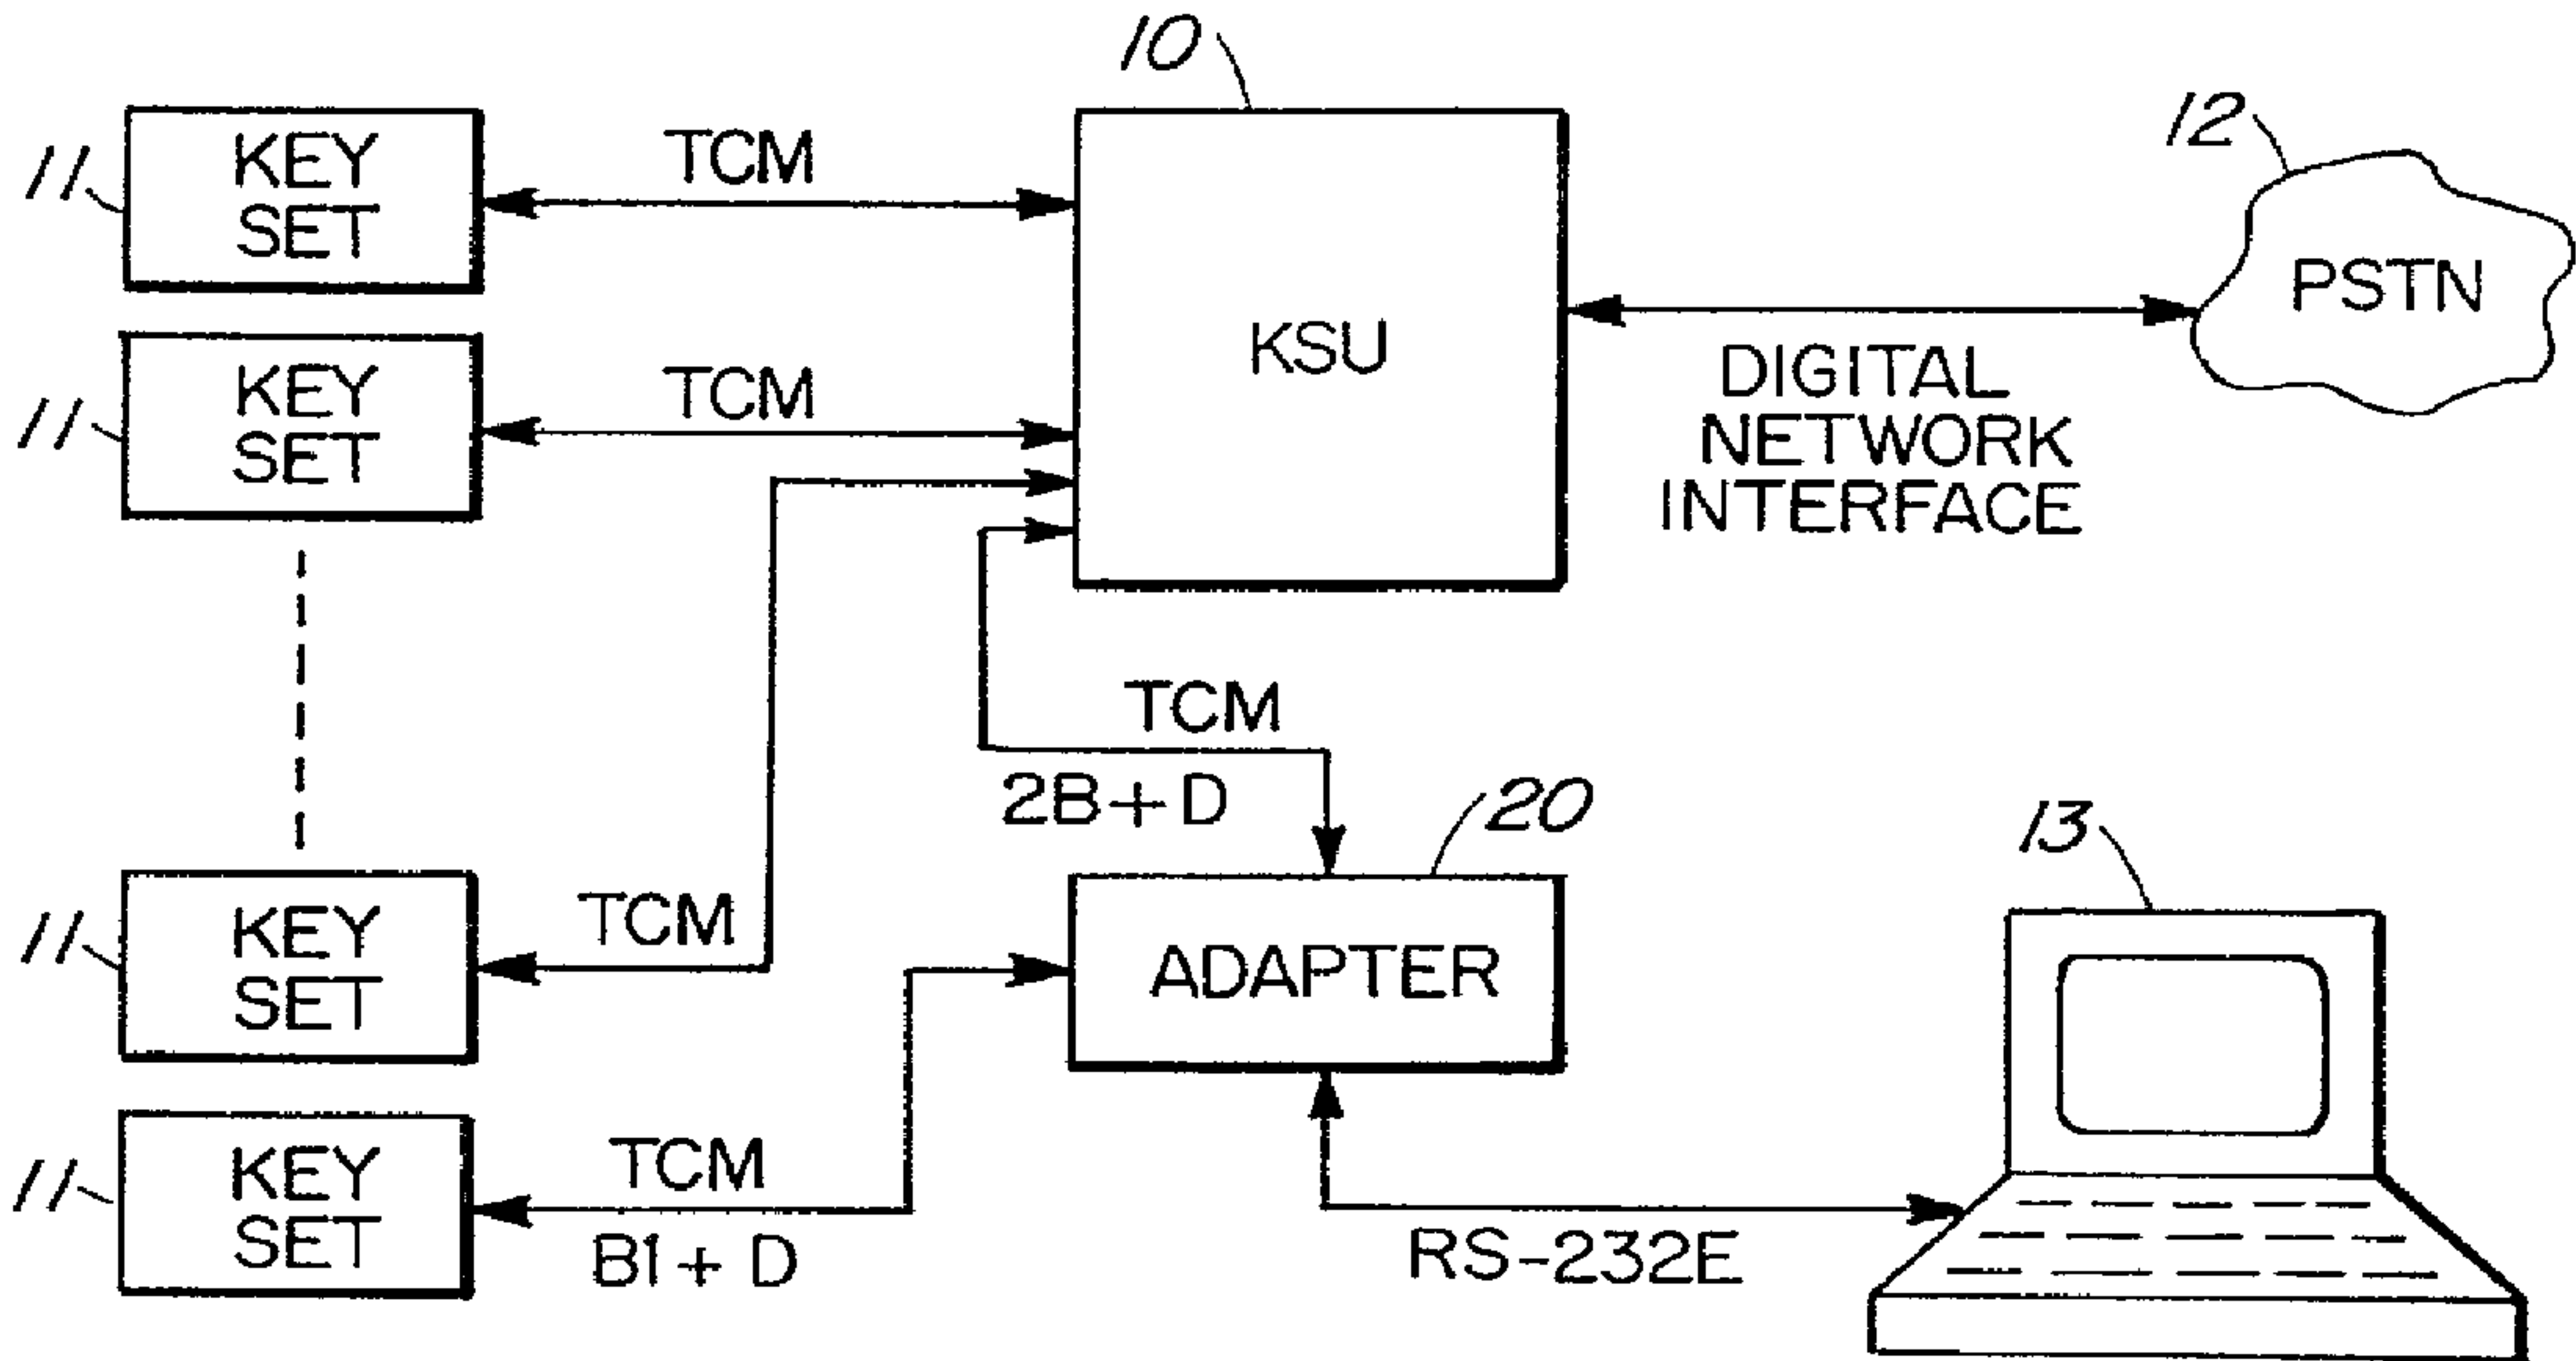 10
12
11
KEY
SET
TCM
KSU
PSTN
11
KEY
SET
TCM
DIGITAL
NETWORK
INTERFACE
TCM
2B+D
20
13
11
KEY
SET
TCM
ADAPTER
11
KEY
SET
TCM
B1+D
RS-232E